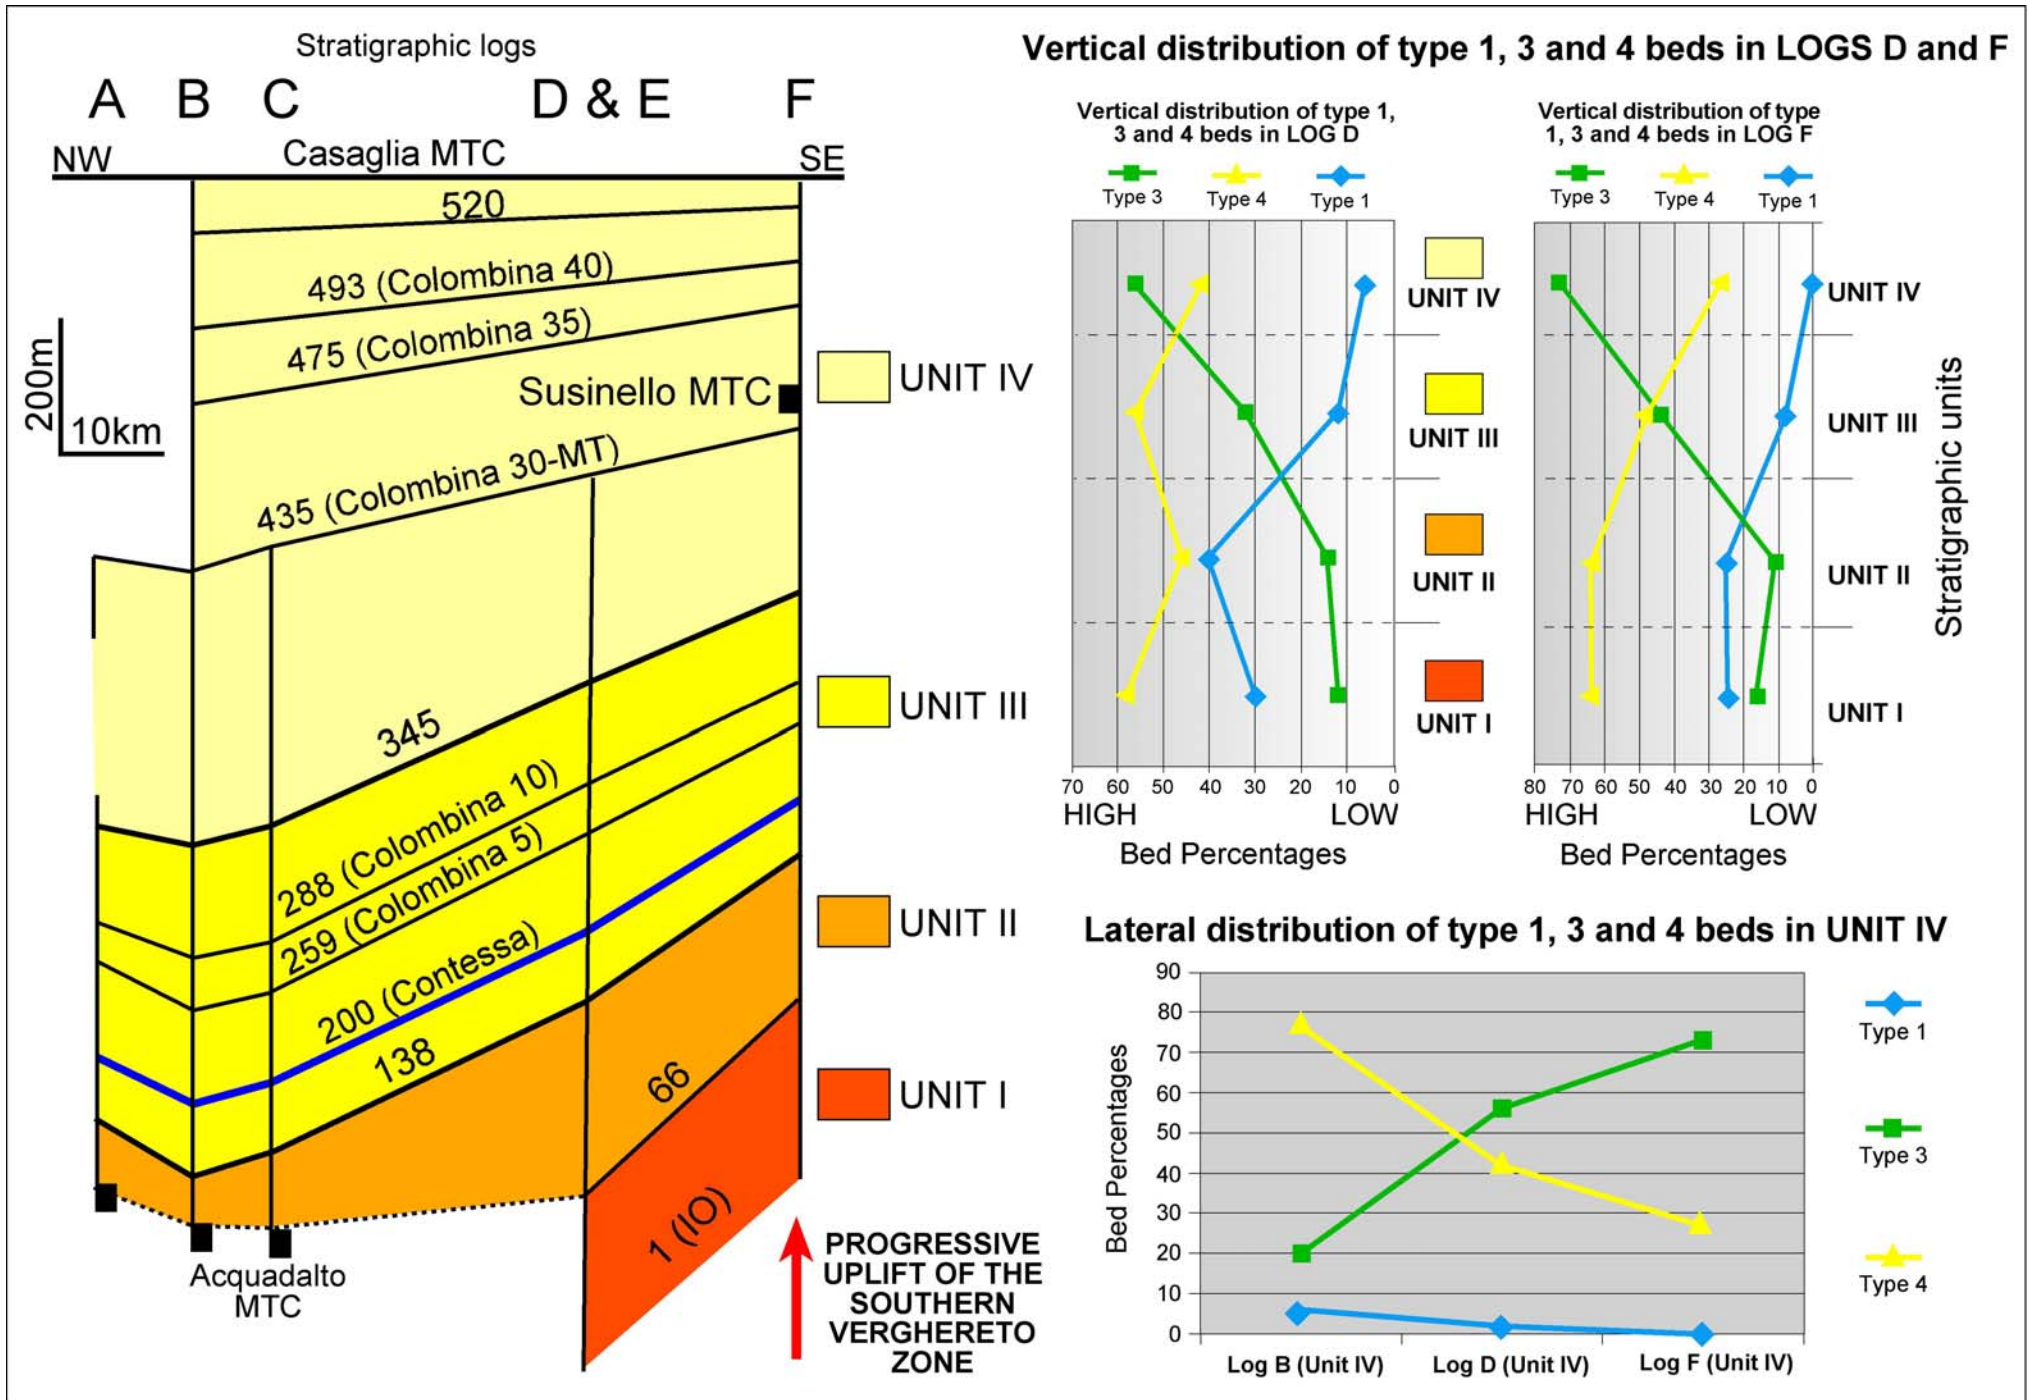 Stratigraphic logs
A B C D & E F
NW Casaglia MTC SE
520
493 (Colombina 40)
475 (Colombina 35)
Susinello MTC
435 (Colombina 30-MT)
200m
10km
345
288 (Colombina 10)
259 (Colombina 5)
200 (Contessa)
138
66
1 (IO)
Acquadalto
MTC
UNIT IV
UNIT III
UNIT II
UNIT I
PROGRESSIVE
UPLIFT OF THE
SOUTHERN
VERGHERETO
ZONE
Vertical distribution of type 1, 3 and 4 beds in LOGS D and F
Vertical distribution of type 1,
3 and 4 beds in LOG D
Type 3 Type 4 Type 1
UNIT IV
UNIT III
UNIT II
UNIT I
70 60 50 40 30 20 10 0
HIGH LOW
Bed Percentages
Vertical distribution of type
1, 3 and 4 beds in LOG F
Type 3 Type 4 Type 1
UNIT IV
UNIT III
UNIT II
UNIT I
Stratigraphic units
80 70 60 50 40 30 20 10 0
HIGH LOW
Bed Percentages
Lateral distribution of type 1, 3 and 4 beds in UNIT IV
90
80
70
60
50
40
30
20
10
0
Bed Percentages
Log B (Unit IV) Log D (Unit IV) Log F (Unit IV)
Type 1
Type 3
Type 4